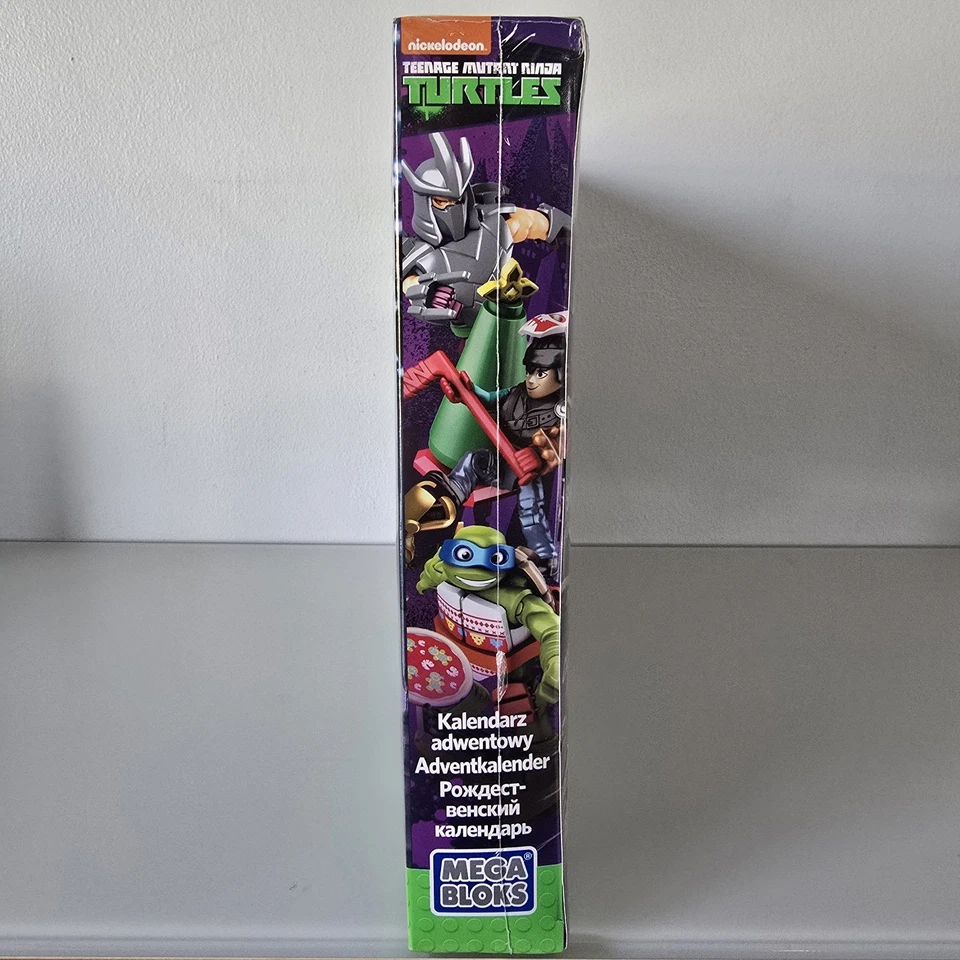 nickelodeon.
TEENAGE MUTANT NINJA
TURTLES
Kalendarz
adwentowy
Adventkalender
Рождест-
венский
календарь
MEGA®
BLOKS